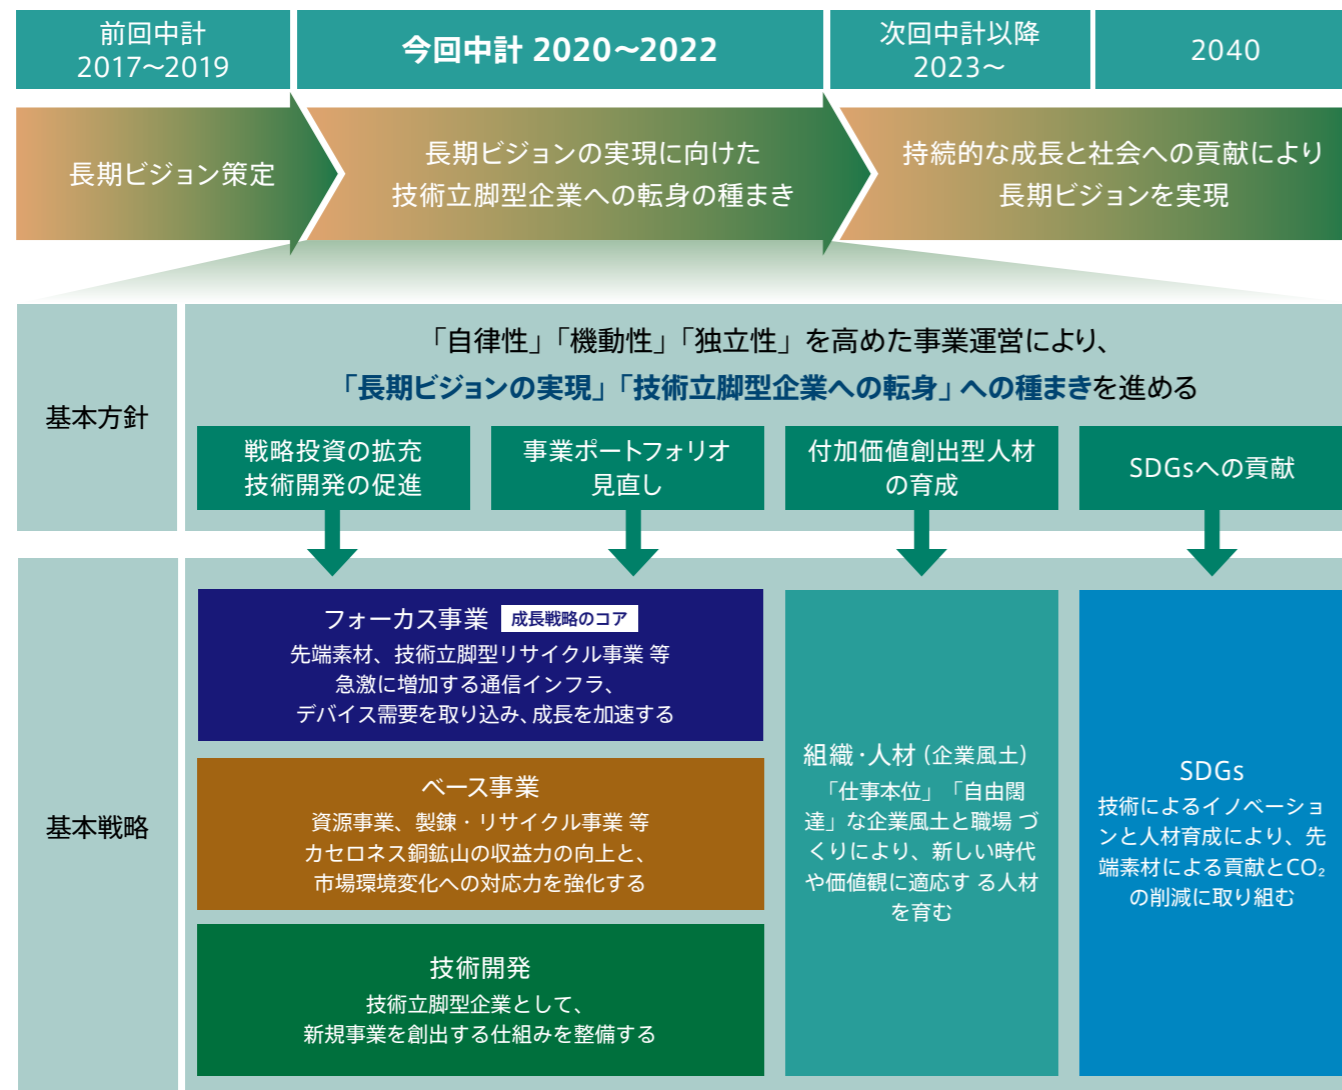 前回中計
2017～2019
今回中計 2020～2022
次回中計以降
2023～
2040
長期ビジョン策定
長期ビジョンの実現に向けた
技術立脚型企業への転身の種まき
持続的な成長と社会への貢献により
長期ビジョンを実現
基本方針
「自律性」「機動性」「独立性」を高めた事業運営により、
「長期ビジョンの実現」「技術立脚型企業への転身」への種まきを進める
戦略投資の拡充
技術開発の促進
事業ポートフォリオ
見直し
付加価値創出型人材
の育成
SDGsへの貢献
基本戦略
フォーカス事業 成長戦略のコア
先端素材、技術立脚型リサイクル事業 等
急激に増加する通信インフラ、
デバイス需要を取り込み、成長を加速する
ベース事業
資源事業、製錬・リサイクル事業 等
カセロネス銅鉱山の収益力の向上と、
市場環境変化への対応力を強化する
技術開発
技術立脚型企業として、
新規事業を創出する仕組みを整備する
組織・人材（企業風土）
「仕事本位」「自由闊
達」な企業風土と職場 づ
くりにより、新しい時代
や価値観に適応す る人材
を育む
SDGs
技術によるイノベーショ
ンと人材育成により、先
端素材による貢献とCO₂
の削減に取り組む